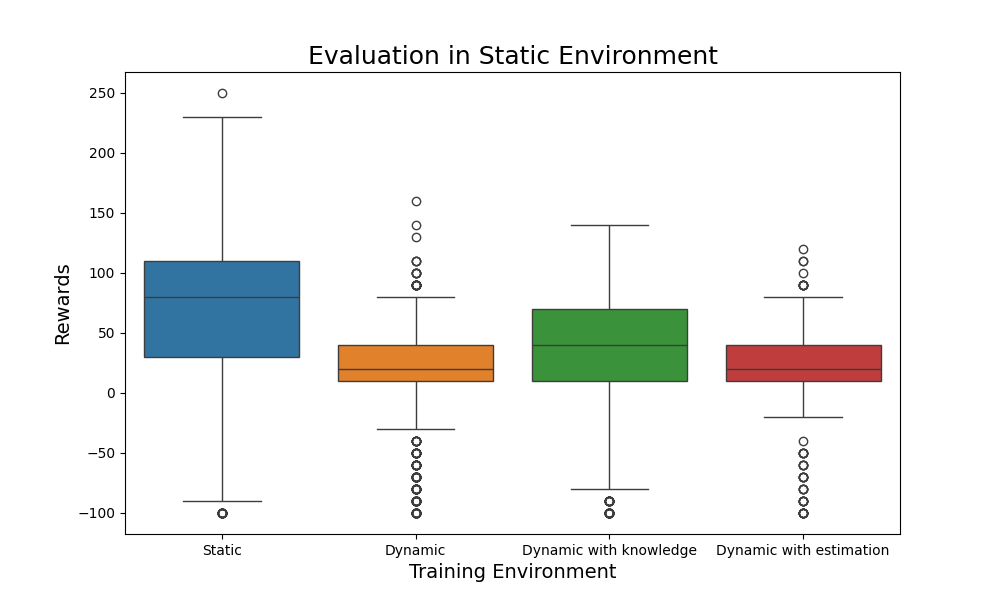 Evaluation in Static Environment
Rewards
250
200
150
100
50
0
−50
−100
Static Dynamic Dynamic with knowledge Dynamic with estimation
Training Environment